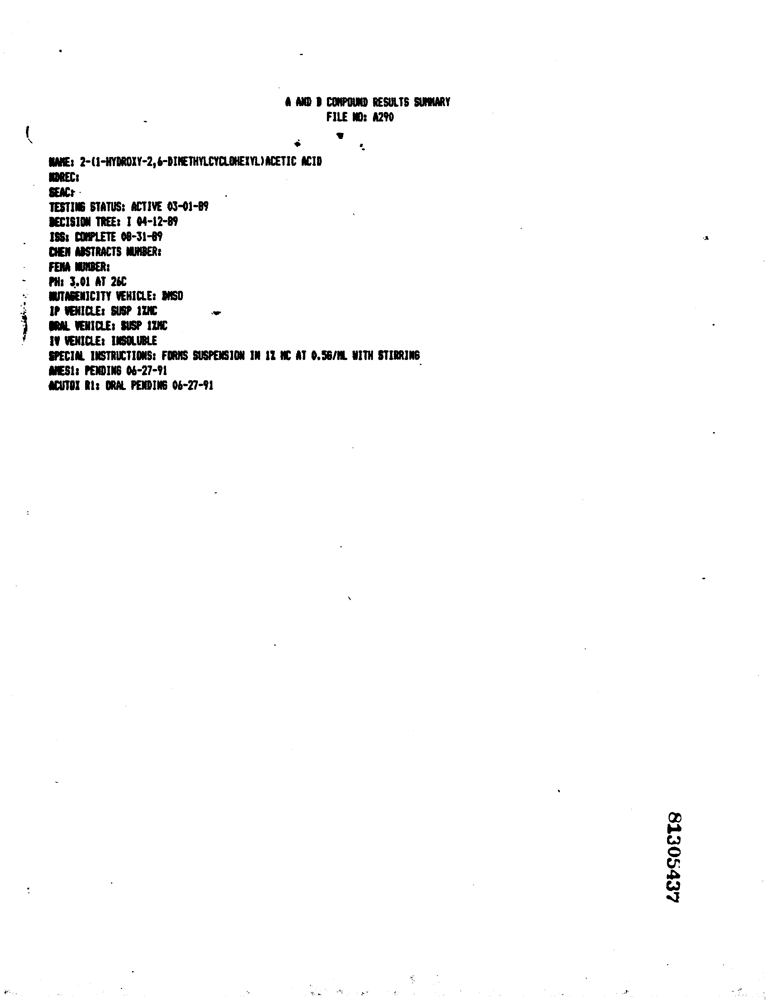 A AND B COMPOUND RESULTS SUMMARY
FILE NO: A290
NAME: 2-(1-HYDROXY-2,6-DIMETHYLCYCLOHEXYL)ACETIC ACID
NDREC:
SEAC:
TESTING STATUS: ACTIVE 03-01-89
DECISION TREE: I 04-12-89
ISS: COMPLETE 08-31-89
CHEM ABSTRACTS NUMBER:
FEMA NUMBER:
PH: 3.01 AT 26C
MUTAGENICITY VEHICLE: DMSO
IP VEHICLE: SUSP 1%MC
ORAL VEHICLE: SUSP 1%MC
IV VEHICLE: INSOLUBLE
SPECIAL INSTRUCTIONS: FORMS SUSPENSION IN 1% MC AT 0.5G/ML WITH STIRRING
AMES1: PENDING 06-27-91
ACUTOX R1: ORAL PENDING 06-27-91
81305437